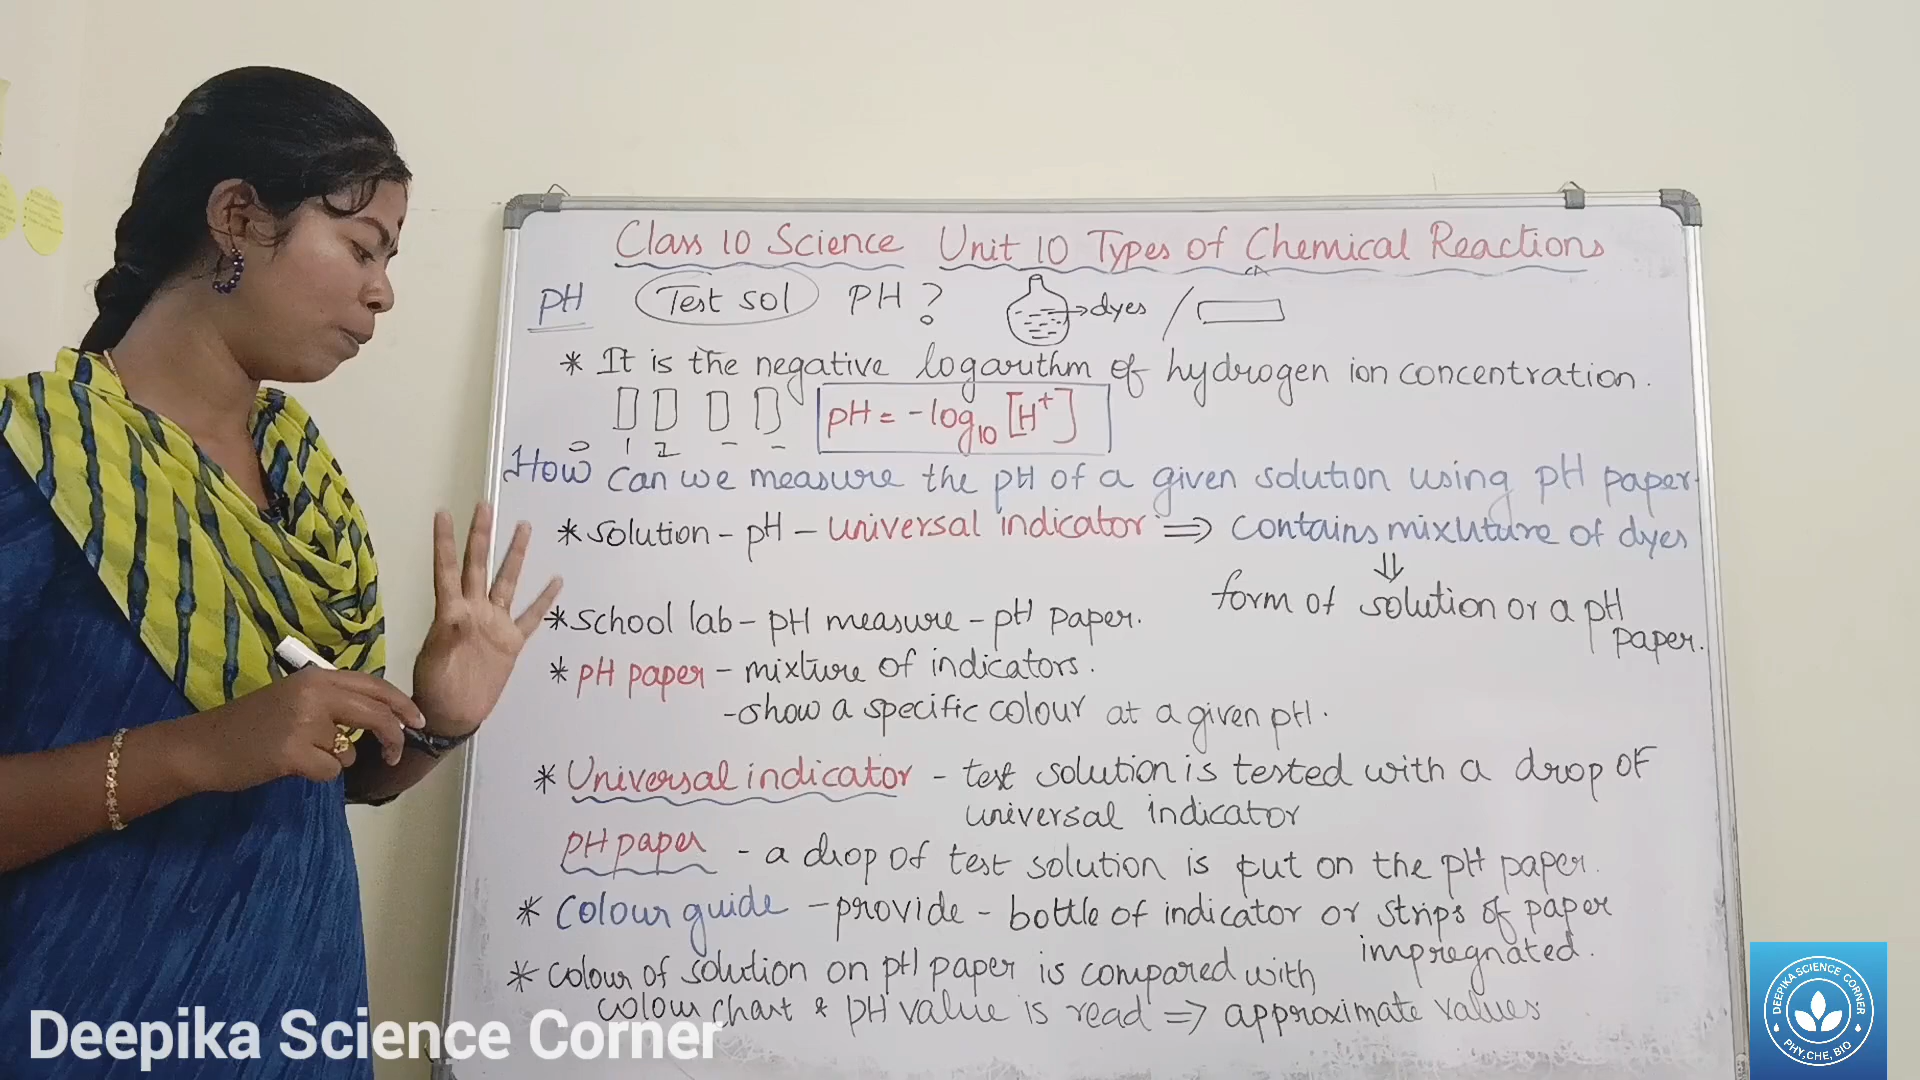 Class 10 Science Unit 10 Types of Chemical Reactions
pH Test sol PH ? dyes
* It is the negative logarithm of hydrogen ion concentration.
1 2 - - pH = -log10 [H+]
How can we measure the pH of a given solution using pH paper
* solution - pH - universal indicator ⇒ contains mixuture of dyes
⇓
form of solution or a pH
paper.
* school lab - pH measure - pH paper.
* pH paper - mixture of indicators.
- show a specific colour at a given pH.
* Universal indicator - test solution is tested with a drop of
universal indicator
pH paper - a drop of test solution is put on the pH paper.
* Colour guide - provide - bottle of indicator or strips of paper
impregnated.
* colour of solution on pH paper is compared with
colour chart & pH value is read ⇒ approximate values
Deepika Science Corner
DEEPIKA SCIENCE CORNER
PHY,CHE, BIO